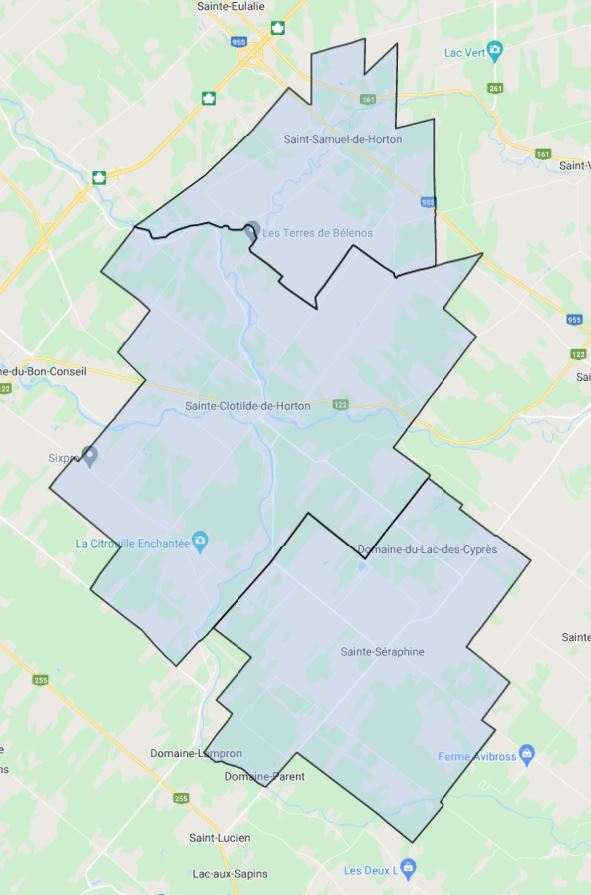 Sainte-Eulalie
955
Lac Vert
261
161
Saint-Samuel-de-Horton
161
Saint-V
955
Les Terres de Bélénos
955
122
ne-du-Bon-Conseil
122
Sai
Sainte-Clotilde-de-Horton
122
Sixpro
La Citrouille Enchantée
Domaine-du-Lac-des-Cyprès
Sainte
Sainte-Séraphine
255
e
Domaine-Lampron
Ferme Avibross
ns
Domaine-Parent
255
Saint-Lucien
Lac-aux-Sapins
Les Deux L